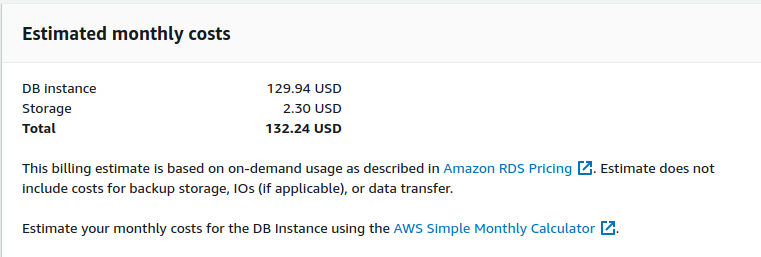 Estimated monthly costs
DB instance 129.94 USD
Storage 2.30 USD
Total 132.24 USD
This billing estimate is based on on-demand usage as described in Amazon RDS Pricing. Estimate does not
include costs for backup storage, IOs (if applicable), or data transfer.
Estimate your monthly costs for the DB Instance using the AWS Simple Monthly Calculator.